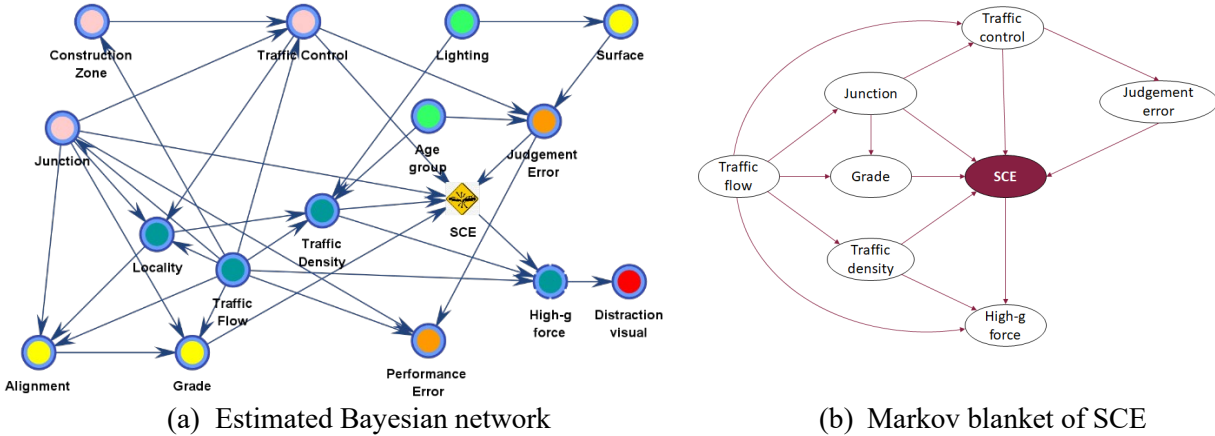 Construction
Zone
Traffic Control
Lighting
Surface
Junction
Age
group
Judgement
Error
SCE
Locality
Traffic
Density
Traffic
Flow
High-g
force
Distraction
visual
Alignment
Grade
Performance
Error
(a) Estimated Bayesian network
Traffic
control
Junction
Judgement
error
Traffic
flow
Grade
SCE
Traffic
density
High-g
force
(b) Markov blanket of SCE